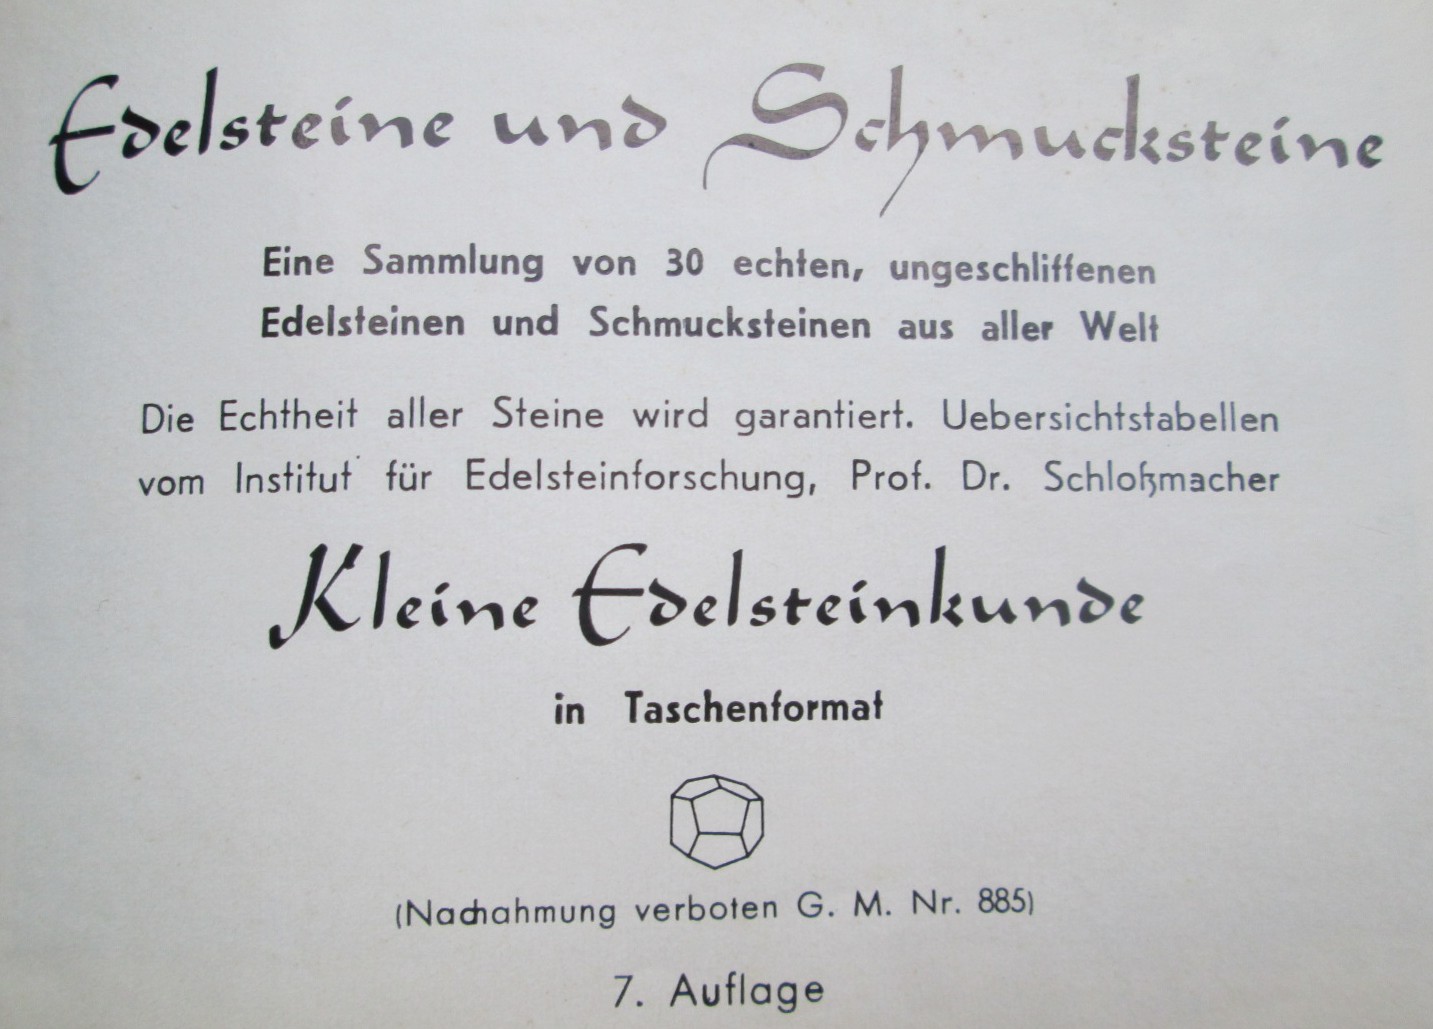 Edelsteine und Schmucksteine
Eine Sammlung von 30 echten, ungeschliffenen
Edelsteinen und Schmucksteinen aus aller Welt
Die Echtheit aller Steine wird garantiert. Uebersichtstabellen
vom Institut für Edelsteinforschung, Prof. Dr. Schloßmacher
Kleine Edelsteinkunde
in Taschenformat
(Nachahmung verboten G. M. Nr. 885)
7. Auflage